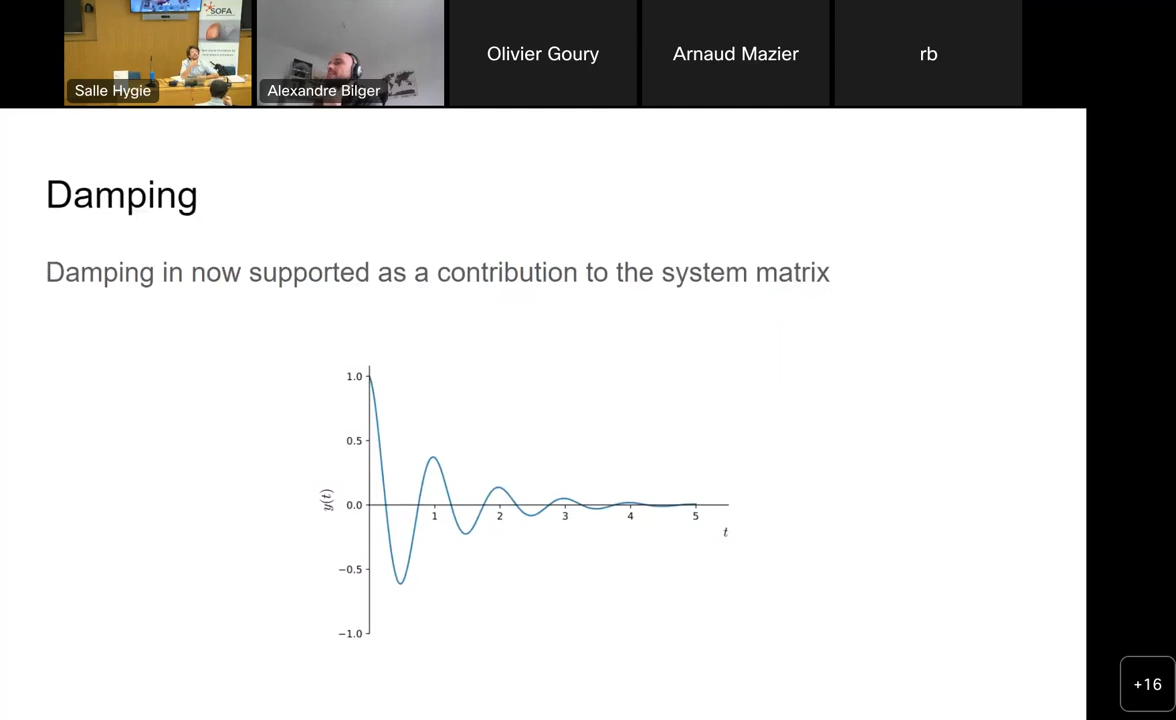 SOFA
Salle Hygie
Alexandre Bilger
Olivier Goury
Arnaud Mazier
rb
Damping
Damping in now supported as a contribution to the system matrix
1.0
0.5
0.0
−0.5
−1.0
y(t)
1 2 3 4 5
t
+16